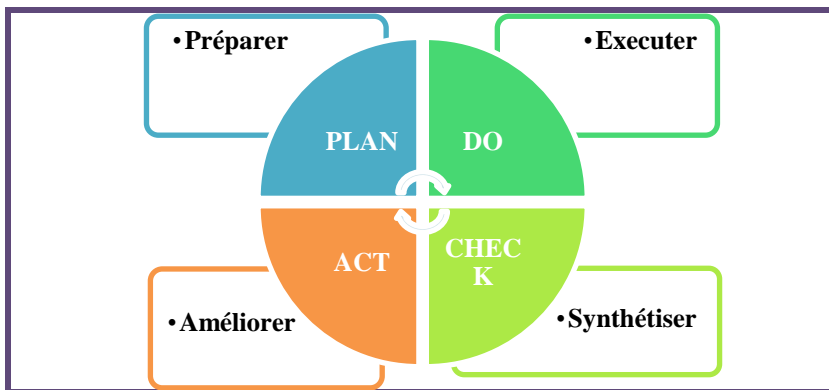 •Préparer
•Executer
PLAN
DO
ACT
CHEC
K
•Améliorer
•Synthétiser